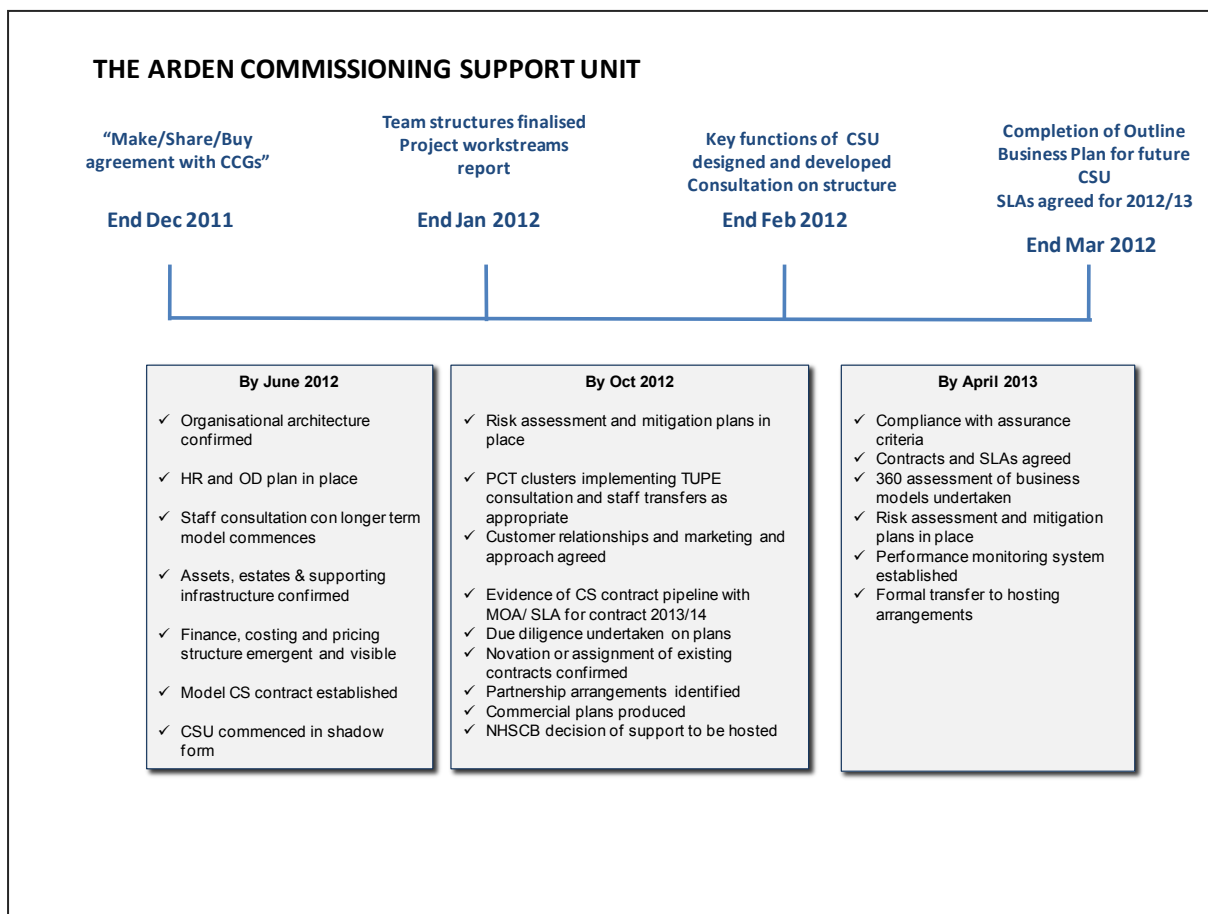 THE ARDEN COMMISSIONING SUPPORT UNIT
“Make/Share/Buy
agreement with CCGs”
End Dec 2011
Team structures finalised
Project workstreams
report
End Jan 2012
Key functions of CSU
designed and developed
Consultation on structure
End Feb 2012
Completion of Outline
Business Plan for future
CSU
SLAs agreed for 2012/13
End Mar 2012
By June 2012
✓ Organisational architecture
confirmed
✓ HR and OD plan in place
✓ Staff consultation con longer term
model commences
✓ Assets, estates & supporting
infrastructure confirmed
✓ Finance, costing and pricing
structure emergent and visible
✓ Model CS contract established
✓ CSU commenced in shadow
form
By Oct 2012
✓ Risk assessment and mitigation plans in
place
✓ PCT clusters implementing TUPE
consultation and staff transfers as
appropriate
✓ Customer relationships and marketing and
approach agreed
✓ Evidence of CS contract pipeline with
MOA/ SLA for contract 2013/14
✓ Due diligence undertaken on plans
✓ Novation or assignment of existing
contracts confirmed
✓ Partnership arrangements identified
✓ Commercial plans produced
✓ NHSCB decision of support to be hosted
By April 2013
✓ Compliance with assurance
criteria
✓ Contracts and SLAs agreed
✓ 360 assessment of business
models undertaken
✓ Risk assessment and mitigation
plans in place
✓ Performance monitoring system
established
✓ Formal transfer to hosting
arrangements